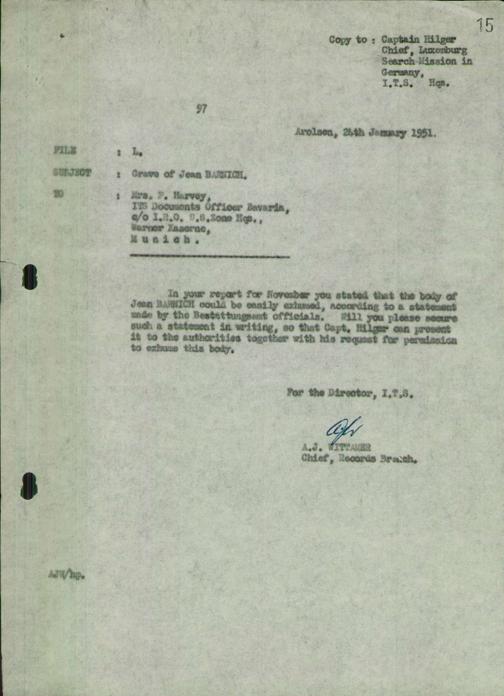 15
Copy to : Captain Hilger
Chief, Luxemburg
Search Mission in
Germany,
I.T.S. Hqs.
97
Arolsen, 24th January 1951.
FILE : L.
SUBJECT : Grave of Jean BARNICH.
TO : Mrs. P. Harvey,
ITS Documents Officer Bavaria,
c/o I.R.O. U.S.Zone Hqs.,
Warner Kaserne,
M u n i c h .
In your report for November you stated that the body of
Jean BARNICH could be easily exhumed, according to a statement
made by the Bestattungsamt officials. Will you please secure
such a statement in writing, so that Capt. Hilger can present
it to the authorities together with his request for permission
to exhume this body.
For the Director, I.T.S.
A.J. WITTAMER
Chief, Records Branch.
AJW/